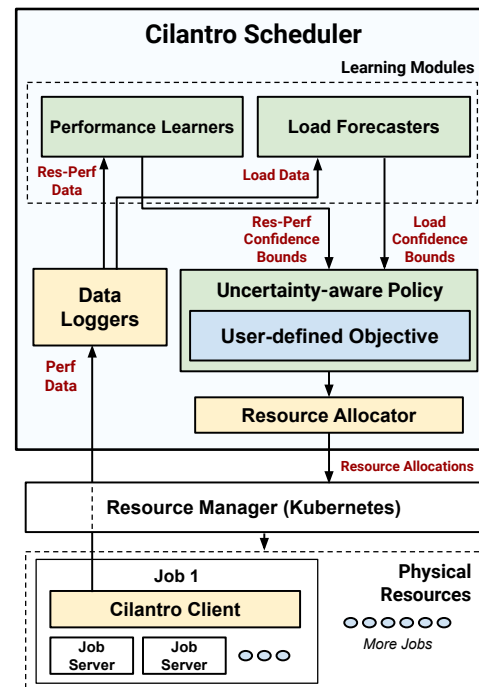 Cilantro Scheduler
Learning Modules
Performance Learners
Load Forecasters
Res-Perf
Data
Load Data
Res-Perf
Confidence
Bounds
Load
Confidence
Bounds
Data
Loggers
Uncertainty-aware Policy
User-defined Objective
Perf
Data
Resource Allocator
Resource Allocations
Resource Manager (Kubernetes)
Job 1
Cilantro Client
Job
Server
Job
Server
Physical
Resources
More Jobs